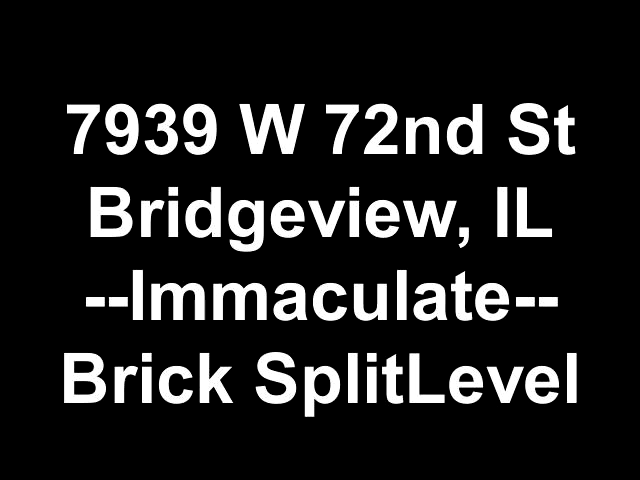 7939 W 72nd St
Bridgeview, IL
--Immaculate--
Brick SplitLevel